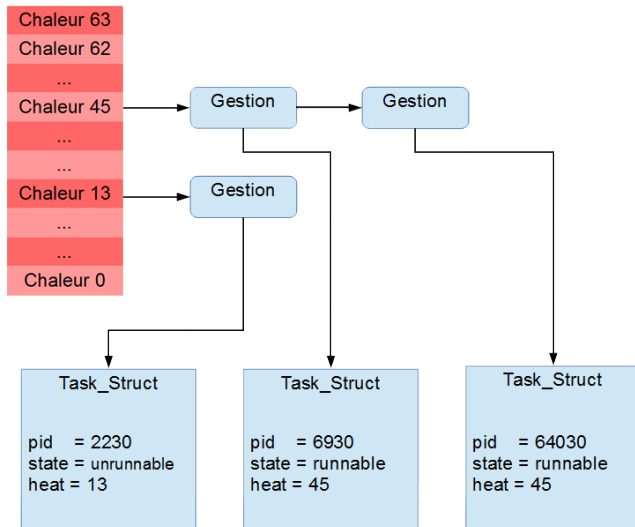 Chaleur 63
Chaleur 62
...
Chaleur 45
...
...
Chaleur 13
...
...
Chaleur 0
Gestion
Gestion
Gestion
Task_Struct
pid = 2230
state = unrunnable
heat = 13
Task_Struct
pid = 6930
state = runnable
heat = 45
Task_Struct
pid = 64030
state = runnable
heat = 45